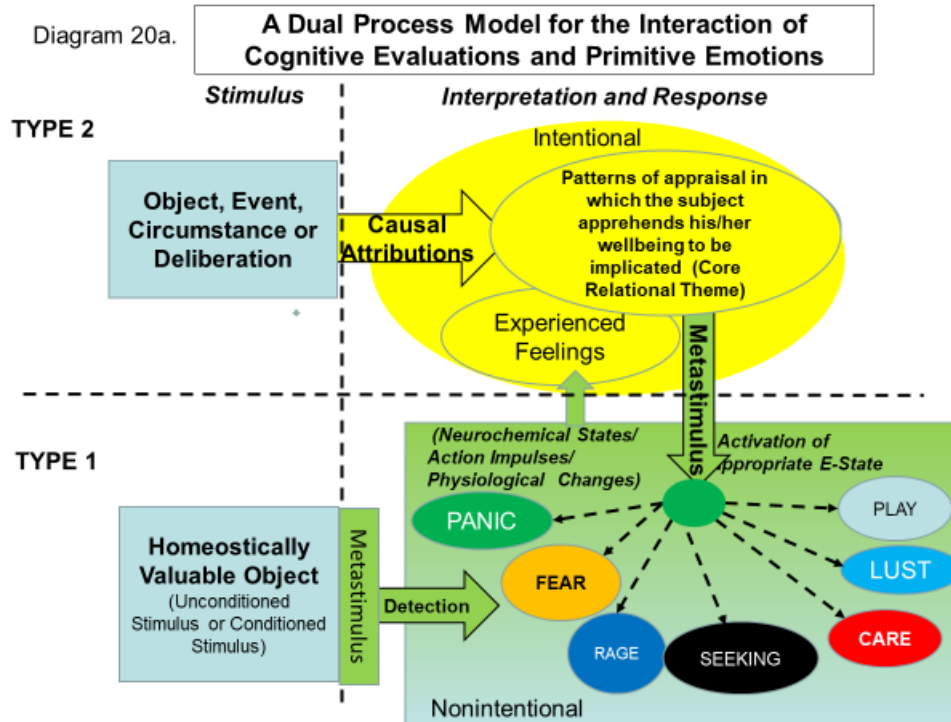 Diagram 20a.
A Dual Process Model for the Interaction of
Cognitive Evaluations and Primitive Emotions
Stimulus
Interpretation and Response
TYPE 2
Intentional
Object, Event,
Circumstance or
Deliberation
Causal
Attributions
Patterns of appraisal in
which the subject
apprehends his/her
wellbeing to be
implicated (Core
Relational Theme)
Experienced
Feelings
Metastimulus
TYPE 1
(Neurochemical States/
Action Impulses/
Physiological Changes)
Activation of
ppropriate E-State
PANIC
PLAY
LUST
FEAR
CARE
RAGE
SEEKING
Homeostically
Valuable Object
(Unconditioned
Stimulus or Conditioned
Stimulus)
Metastimulus
Detection
Nonintentional